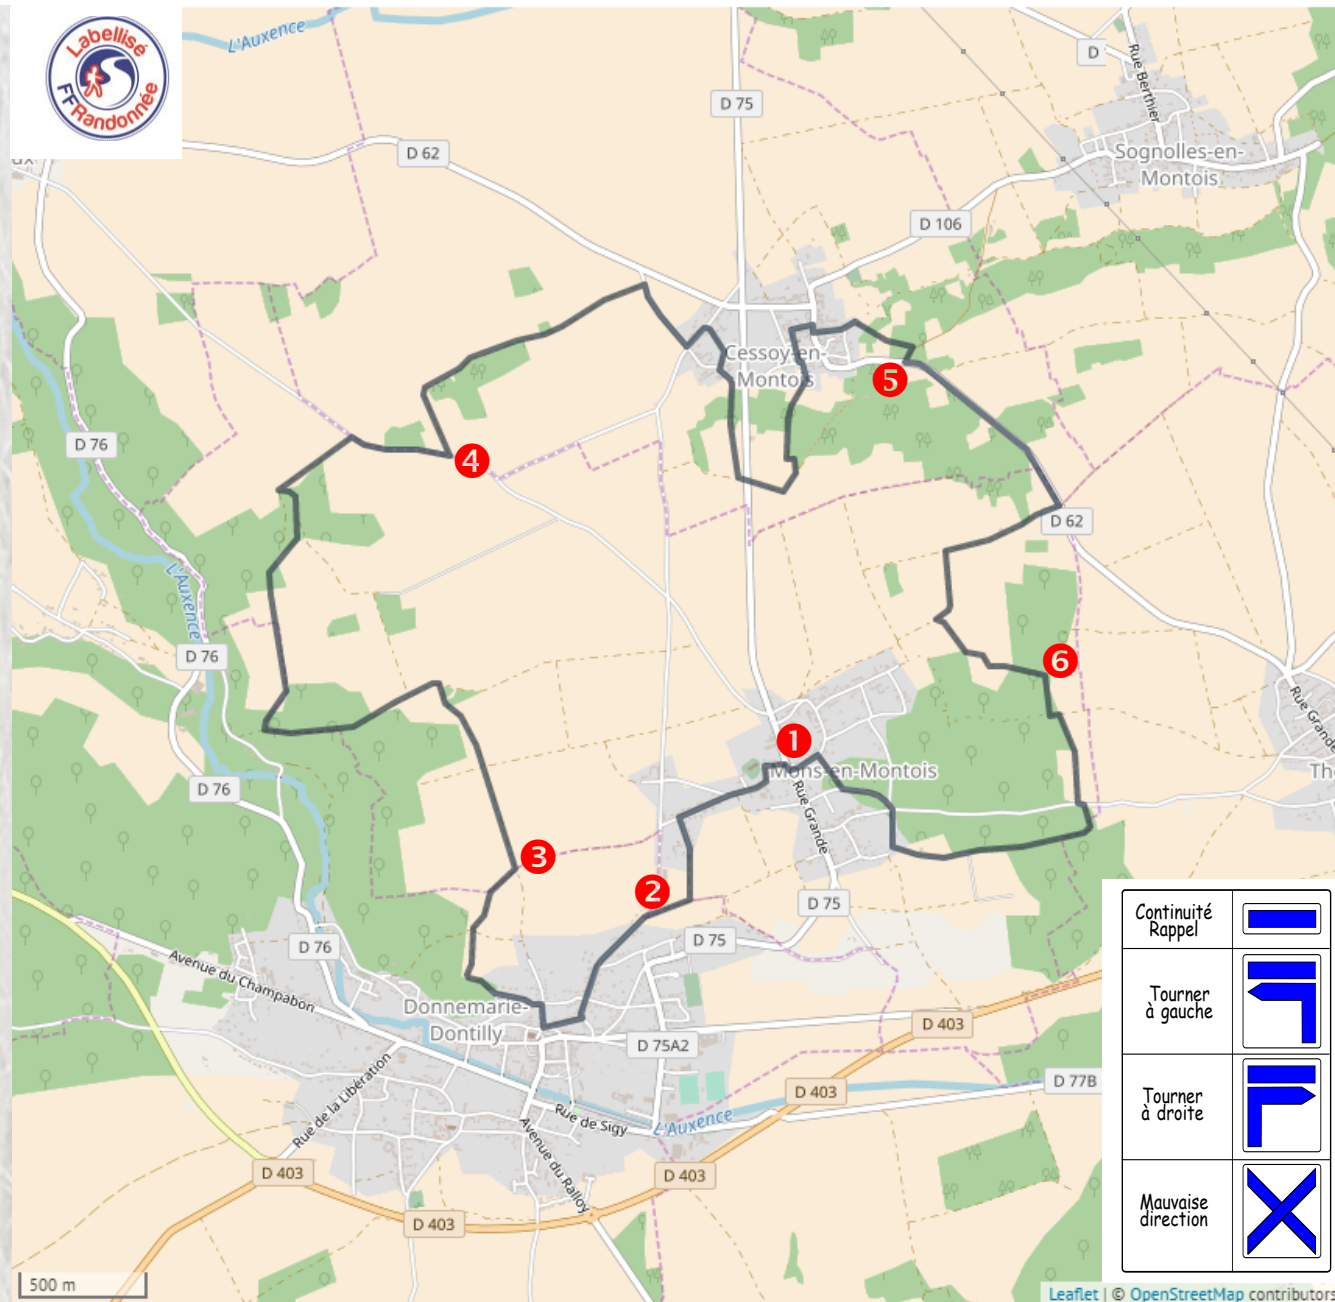 Labellisé
FFRandonnée
L'Auxence
D 75
D
Rue Berthier
D 62
Sognolles-en-
Montois
D 106
Cessoy-en-
Montois
5
D 76
4
D 62
L'Auxence
D 76
6
Rue Grande
1
Mons-en-Montois
D 76
Rue Grande
3
2
D 75
D 75
D 76
Avenue du Champabon
Donnemarie-
Dontilly
D 403
D 75A2
D 77B
D 403
Rue de la Libération
Rue de Sigy
L'Auxence
Avenue du Ralloy
D 403
D 403
D 403
Continuité
Rappel
Tourner
à gauche
Tourner
à droite
Mauvaise
direction
500 m
Leaflet | © OpenStreetMap contributors